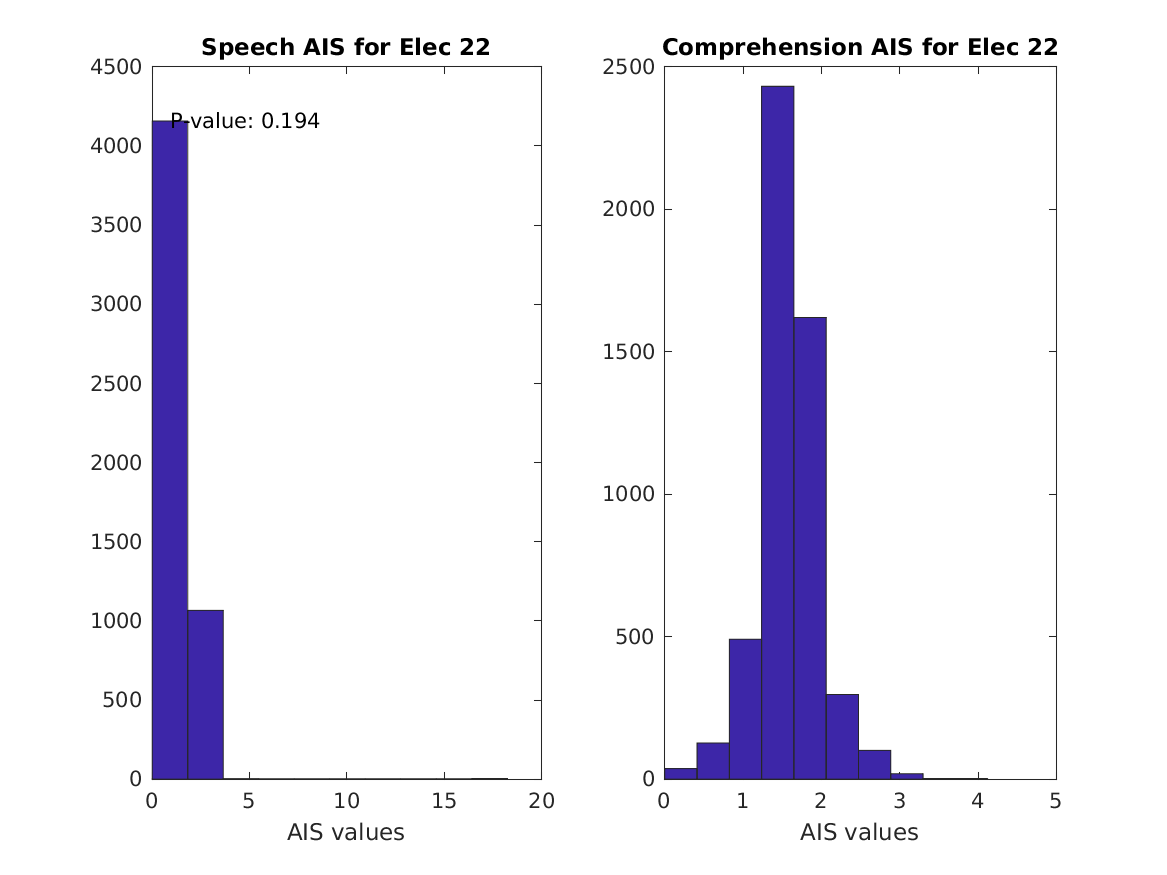 Speech AIS for Elec 22
4500
4000
3500
3000
2500
2000
1500
1000
500
0
P-value: 0.194
0 5 10 15 20
AIS values
Comprehension AIS for Elec 22
2500
2000
1500
1000
500
0
0 1 2 3 4 5
AIS values